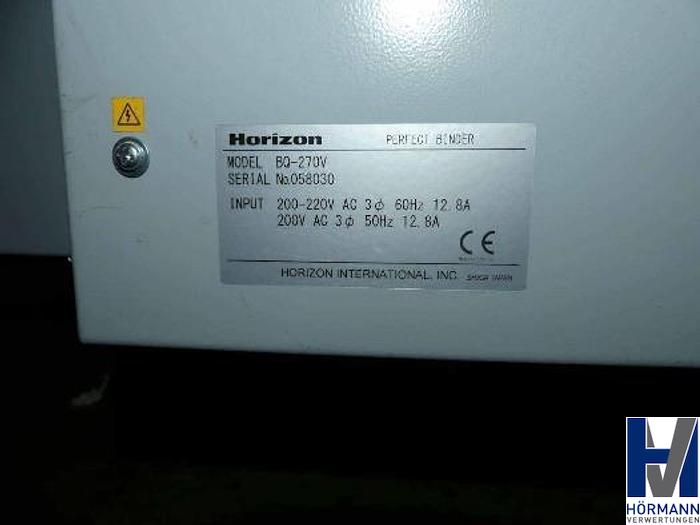 Horizon PERFECT BINDER
MODEL BQ-270V
SERIAL No.058030
INPUT 200-220V AC 3φ 60Hz 12.8A
200V AC 3φ 50Hz 12.8A
CE
HORIZON INTERNATIONAL, INC. SHIGA JAPAN
HV
HÖRMANN
VERWERTUNGEN